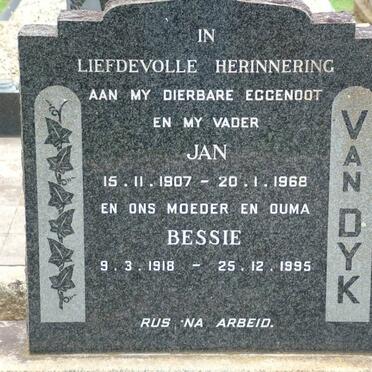 IN
LIEFDEVOLLE HERINNERING
AAN MY DIERBARE EGGENOOT
EN MY VADER
JAN
15.11.1907 – 20.1.1968
EN ONS MOEDER EN OUMA
BESSIE
9.3.1918 – 25.12.1995
RUS 'NA ARBEID.
VAN DYK